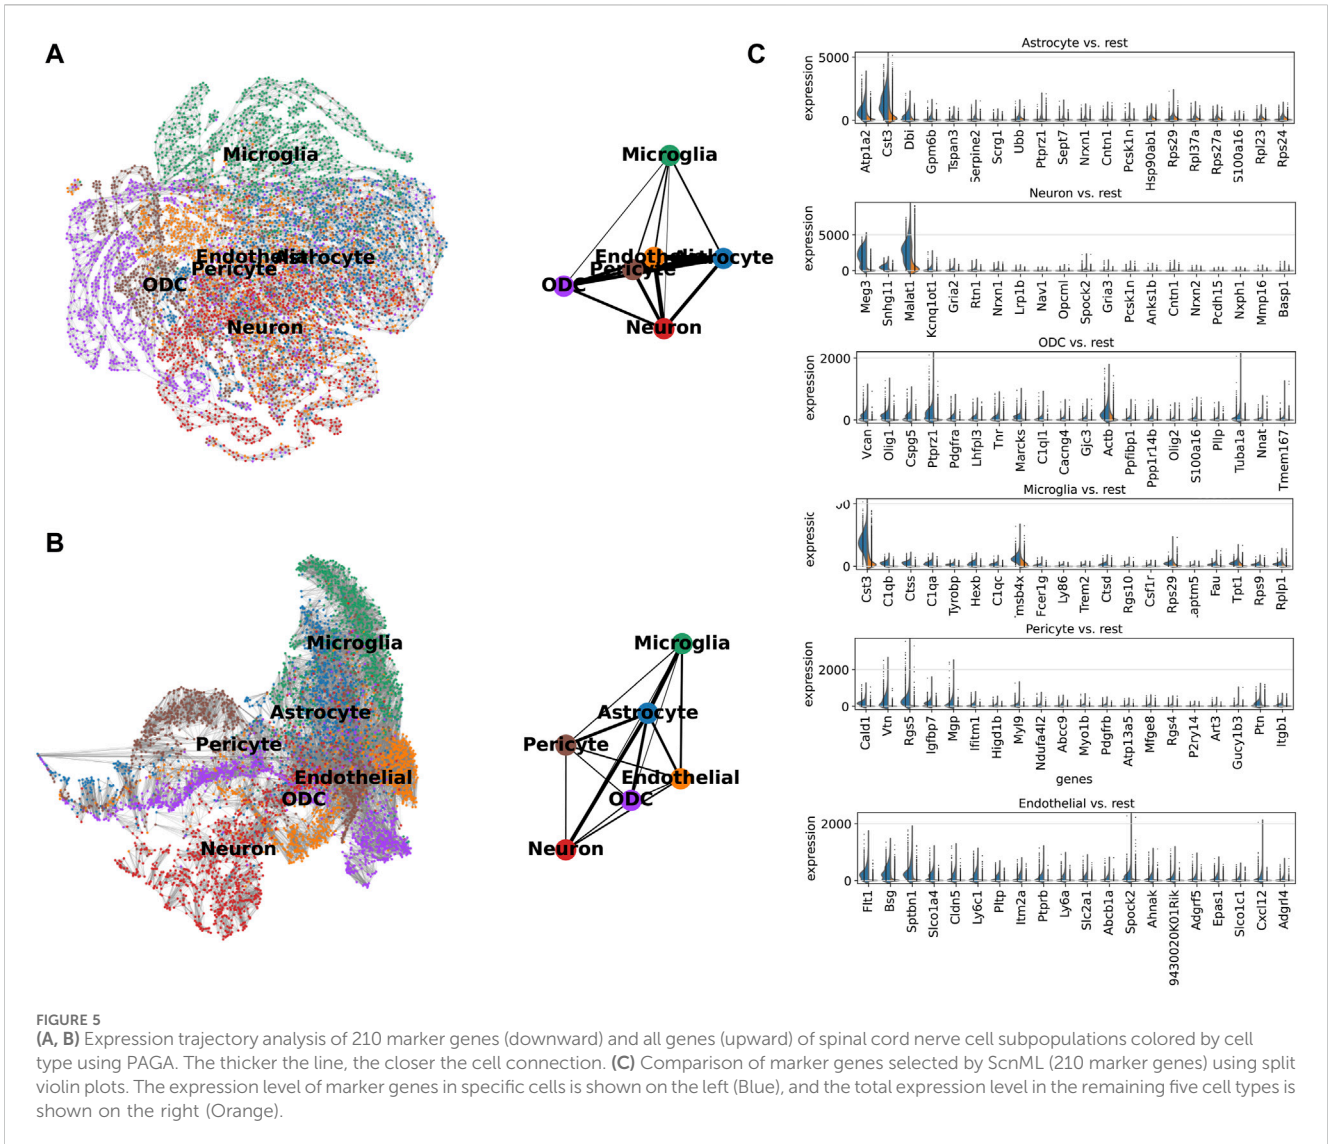 A
Microglia
Endothelial
Astrocyte
Pericyte
ODC
Neuron
Microglia
Pericyte
ODC
Neuron
B
Microglia
Astrocyte
Pericyte
Endothelial
ODC
Neuron
Microglia
Astrocyte
Pericyte
Endothelial
ODC
Neuron
C
Astrocyte vs. rest
expression
5000
0
Atp1a2 Cst3 Dbi Gpm6b Tspan3 Serpine2 Scrg1 Ubb Ptprz1 Sept7 Nrxn1 Cntn1 Pcsk1n Hsp90ab1 Rps29 Rpl37a Rps27a S100a16 Rpl23 Rps24
Neuron vs. rest
expression
5000
0
Meg3 Snhg11 Malat1 Kcnq1ot1 Gria2 Rtn1 Nrxn1 Lrp1b Nav1 Opcml Spock2 Gria3 Pcsk1n Anks1b Cntn1 Nrxn2 Pcdh15 Nxph1 Mmp16 Basp1
ODC vs. rest
expression
2000
0
Vcan Olig1 Cspg5 Ptprz1 Pdgfra Lhfpl3 Tnr Marcks C1ql1 Cacng4 Gjc3 Actb Ppfibp1 Ppp1r14b Olig2 S100a16 Pllp Tuba1a Nnat Tmem167
Microglia vs. rest
0
Cst3 C1qb Ctss C1qa Tyrobp Hexb C1qc msb4x Fcer1g Ly86 Trem2 Ctsd Rgs10 Csf1r Rps29 .aptm5 Fau Tpt1 Rps9 Rplp1
Pericyte vs. rest
expression
2000
0
Cald1 Vtn Rgs5 Igfbp7 Mgp Ifitm1 Higd1b Myl9 Ndufa4l2 Abcc9 Myo1b Pdgfrb Atp13a5 Mfge8 Rgs4 P2ry14 Art3 Gucy1b3 Ptn Itgb1
genes
Endothelial vs. rest
expression
2000
0
Flt1 Bsg Sptbn1 Slco1a4 Cldn5 Ly6c1 Pltp Itm2a Ptprb Ly6a Slc2a1 Abcb1a Spock2 Ahnak 9430020K01Rik Adgrf5 Epas1 Slco1c1 Cxcl12 Adgrl4
FIGURE 5
(A, B) Expression trajectory analysis of 210 marker genes (downward) and all genes (upward) of spinal cord nerve cell subpopulations colored by cell
type using PAGA. The thicker the line, the closer the cell connection. (C) Comparison of marker genes selected by ScnML (210 marker genes) using split
violin plots. The expression level of marker genes in specific cells is shown on the left (Blue), and the total expression level in the remaining five cell types is
shown on the right (Orange).